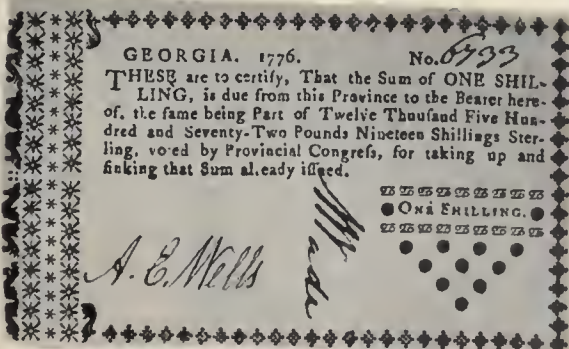 GEORGIA. 1776. No. 6733
THESE are to certify, That the Sum of ONE SHIL-
LING, is due from this Province to the Bearer here-
of, the ſame being Part of Twelve Thouſand Five Hun-
dred and Seventy-Two Pounds Nineteen Shillings Ster-
ling, voted by Provincial Congreſs, for taking up and
ſinking that Sum already iſſued.
ONE SHILLING.
A. E. Wells
Wade